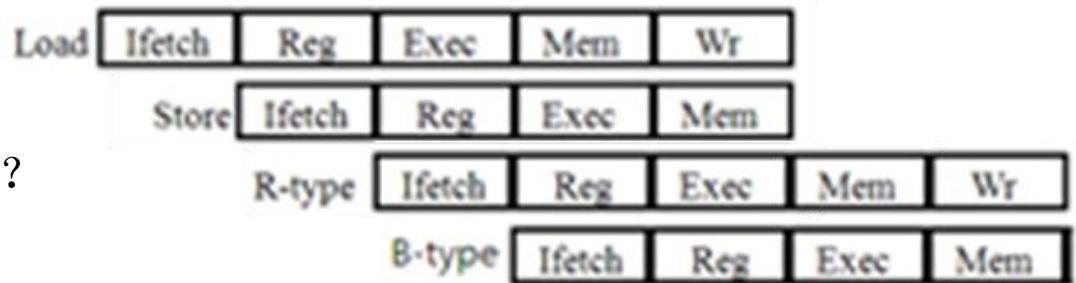 Load Ifetch Reg Exec Mem Wr
Store Ifetch Reg Exec Mem
?
R-type Ifetch Reg Exec Mem Wr
B-type Ifetch Reg Exec Mem